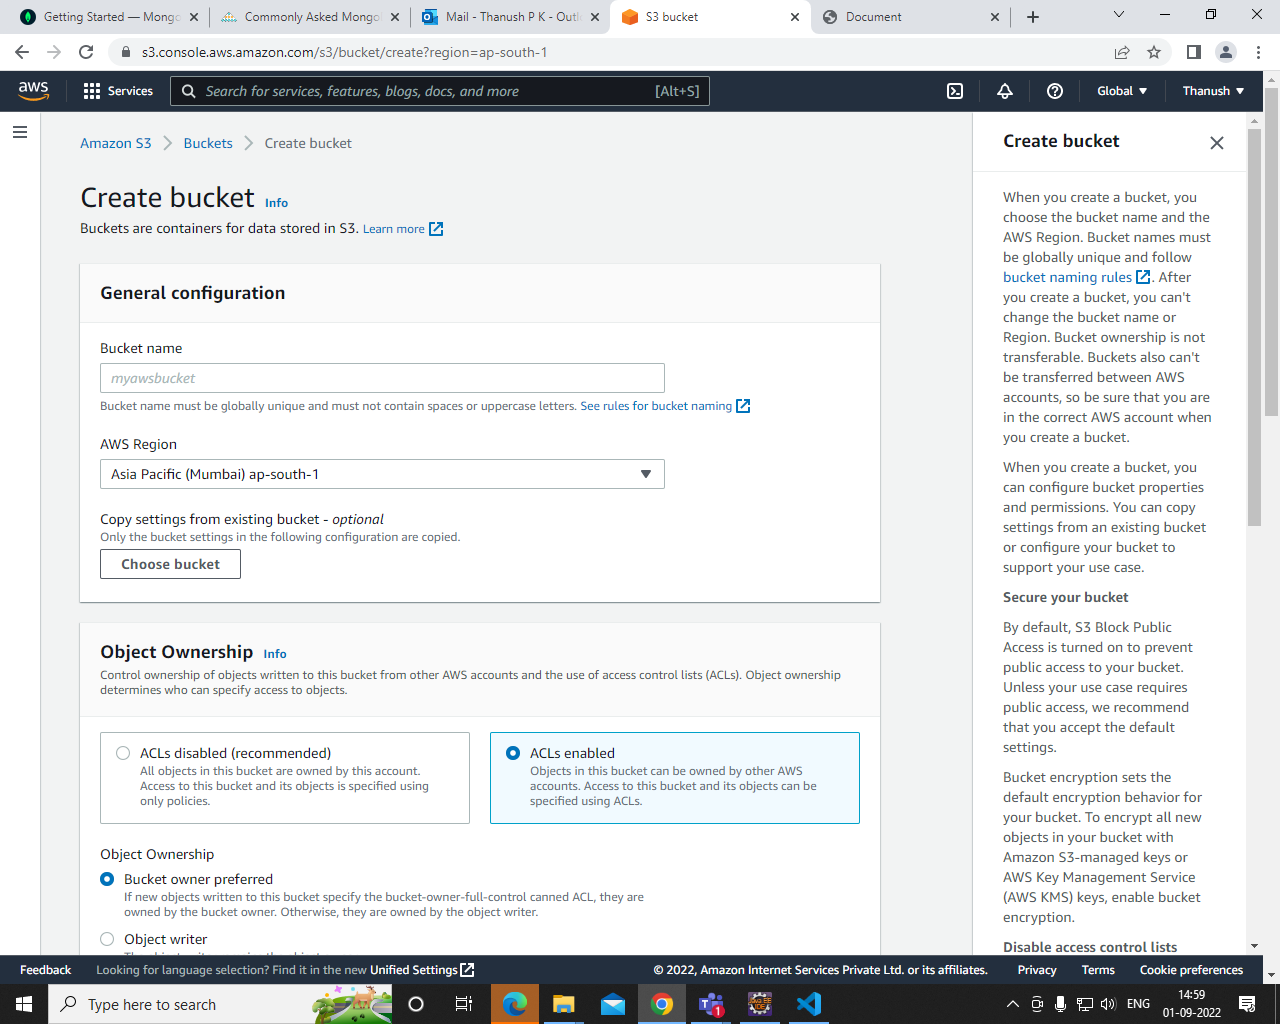 Getting Started — Mongo
Commonly Asked Mongo
Mail - Thanush P K - Outl
S3 bucket
Document
s3.console.aws.amazon.com/s3/bucket/create?region=ap-south-1
aws
Services
Search for services, features, blogs, docs, and more
[Alt+S]
Global
Thanush
Amazon S3
Buckets
Create bucket
Create bucket Info
Buckets are containers for data stored in S3. Learn more
General configuration
Bucket name
myawsbucket
Bucket name must be globally unique and must not contain spaces or uppercase letters. See rules for bucket naming
AWS Region
Asia Pacific (Mumbai) ap-south-1
Copy settings from existing bucket - optional
Only the bucket settings in the following configuration are copied.
Choose bucket
Object Ownership Info
Control ownership of objects written to this bucket from other AWS accounts and the use of access control lists (ACLs). Object ownership
determines who can specify access to objects.
ACLs disabled (recommended)
All objects in this bucket are owned by this account.
Access to this bucket and its objects is specified using
only policies.
ACLs enabled
Objects in this bucket can be owned by other AWS
accounts. Access to this bucket and its objects can be
specified using ACLs.
Object Ownership
Bucket owner preferred
If new objects written to this bucket specify the bucket-owner-full-control canned ACL, they are
owned by the bucket owner. Otherwise, they are owned by the object writer.
Object writer
Create bucket
When you create a bucket, you
choose the bucket name and the
AWS Region. Bucket names must
be globally unique and follow
bucket naming rules . After
you create a bucket, you can't
change the bucket name or
Region. Bucket ownership is not
transferable. Buckets also can't
be transferred between AWS
accounts, so be sure that you are
in the correct AWS account when
you create a bucket.
When you create a bucket, you
can configure bucket properties
and permissions. You can copy
settings from an existing bucket
or configure your bucket to
support your use case.
Secure your bucket
By default, S3 Block Public
Access is turned on to prevent
public access to your bucket.
Unless your use case requires
public access, we recommend
that you accept the default
settings.
Bucket encryption sets the
default encryption behavior for
your bucket. To encrypt all new
objects in your bucket with
Amazon S3-managed keys or
AWS Key Management Service
(AWS KMS) keys, enable bucket
encryption.
Disable access control lists
Feedback
Looking for language selection? Find it in the new Unified Settings
© 2022, Amazon Internet Services Private Ltd. or its affiliates.
Privacy
Terms
Cookie preferences
Type here to search
1
ENG
14:59
01-09-2022